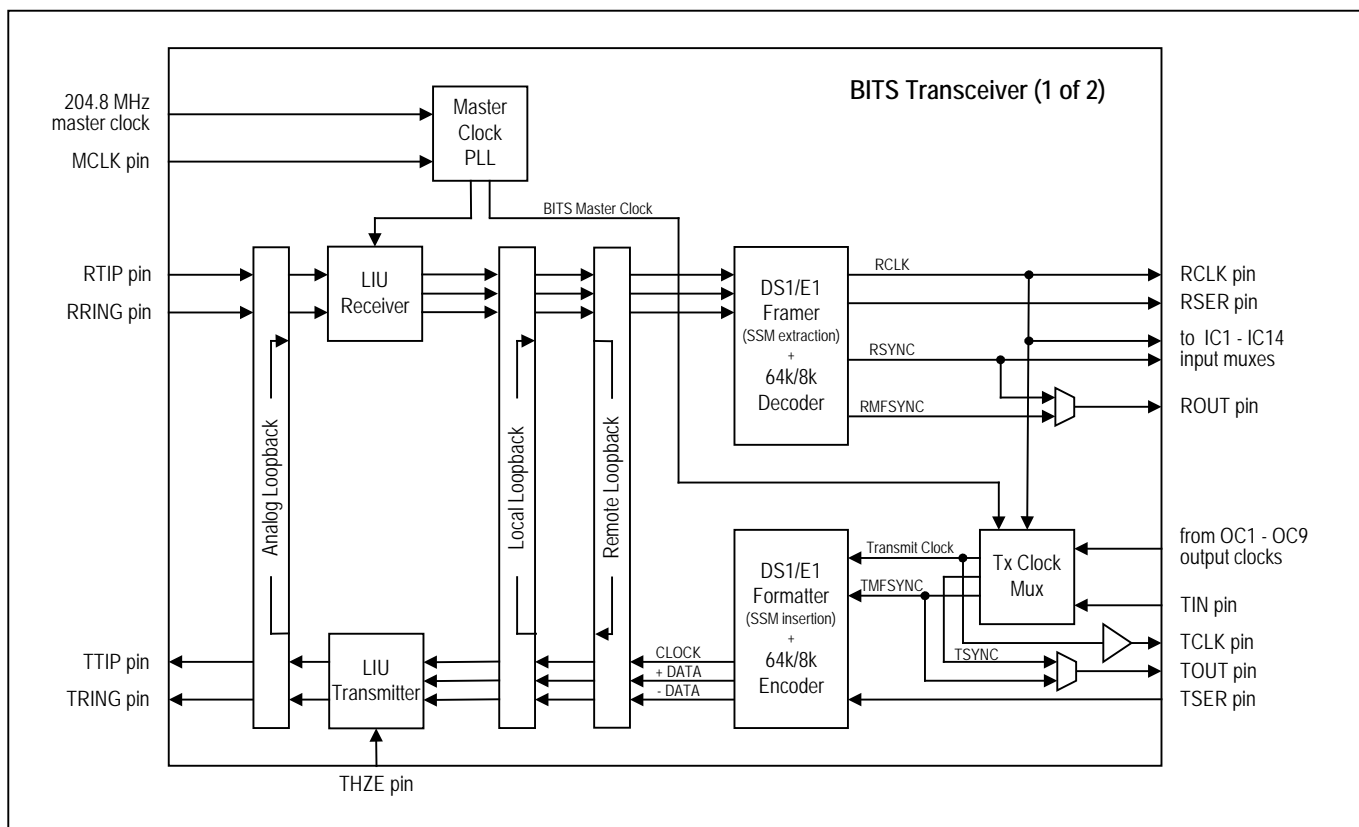 BITS Transceiver (1 of 2)
204.8 MHz
master clock
MCLK pin
Master
Clock
PLL
BITS Master Clock
RTIP pin
RRING pin
LIU
Receiver
DS1/E1
Framer
(SSM extraction)
+
64k/8k
Decoder
RCLK
RSYNC
RMFSYNC
RCLK pin
RSER pin
to IC1 - IC14
input muxes
ROUT pin
Analog Loopback
Local Loopback
Remote Loopback
TTIP pin
TRING pin
LIU
Transmitter
THZE pin
CLOCK
+ DATA
- DATA
DS1/E1
Formatter
(SSM insertion)
+
64k/8k
Encoder
Transmit Clock
TMFSYNC
TSYNC
Tx Clock
Mux
from OC1 - OC9
output clocks
TIN pin
TCLK pin
TOUT pin
TSER pin